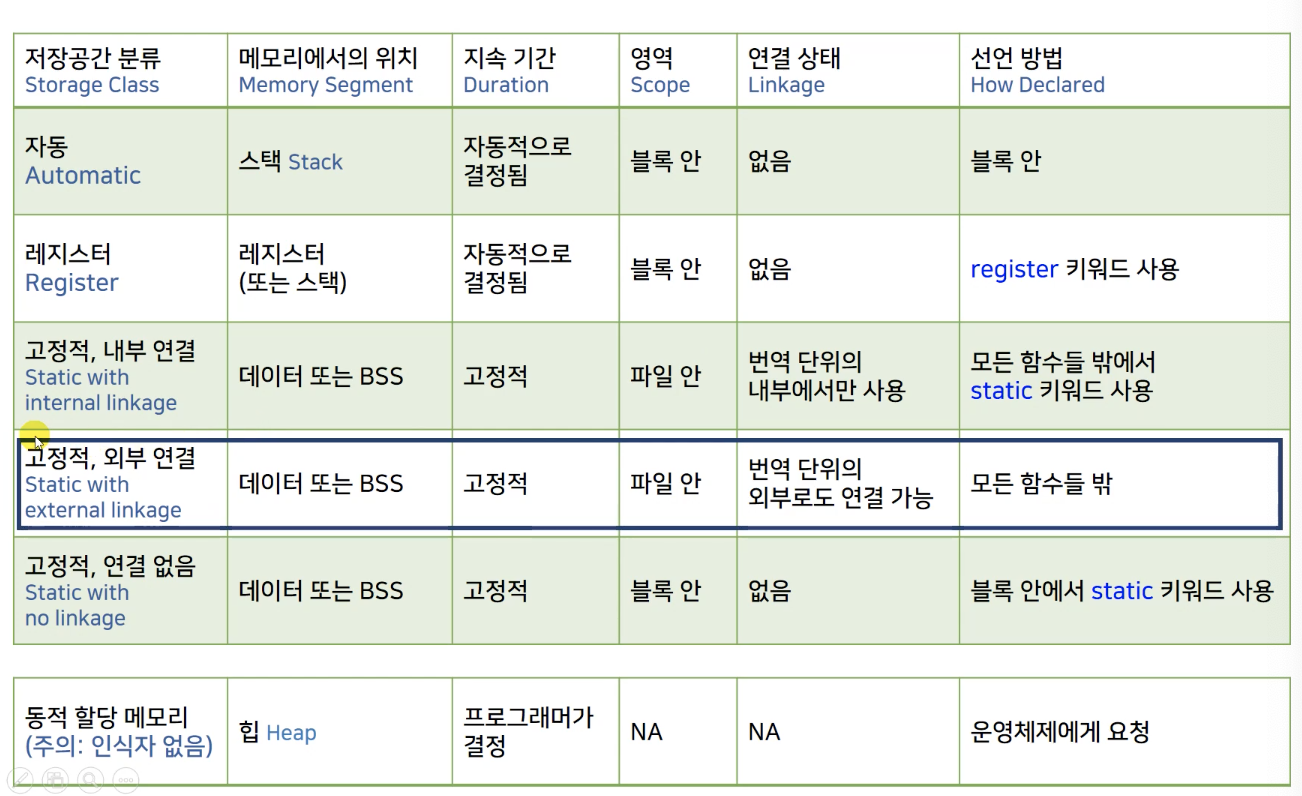 저장공간 분류
Storage Class
메모리에서의 위치
Memory Segment
지속 기간
Duration
영역
Scope
연결 상태
Linkage
선언 방법
How Declared
자동
Automatic
스택 Stack
자동적으로
결정됨
블록 안
없음
블록 안
레지스터
Register
레지스터
(또는 스택)
자동적으로
결정됨
블록 안
없음
register 키워드 사용
고정적, 내부 연결
Static with
internal linkage
데이터 또는 BSS
고정적
파일 안
번역 단위의
내부에서만 사용
모든 함수들 밖에서
static 키워드 사용
고정적, 외부 연결
Static with
external linkage
데이터 또는 BSS
고정적
파일 안
번역 단위의
외부로도 연결 가능
모든 함수들 밖
고정적, 연결 없음
Static with
no linkage
데이터 또는 BSS
고정적
블록 안
없음
블록 안에서 static 키워드 사용
동적 할당 메모리
(주의: 인식자 없음)
힙 Heap
프로그래머가
결정
NA
NA
운영체제에게 요청